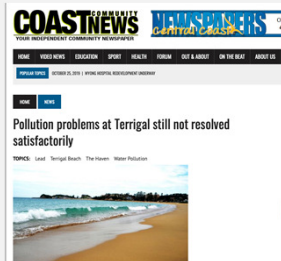 COAST COMMUNITY NEWS
YOUR INDEPENDENT COMMUNITY NEWSPAPER
NEWSPAPERS
Central Coast
HOME VIDEO NEWS EDUCATION SPORT HEALTH FORUM OUT & ABOUT ON THE BEAT ABOUT US
POPULAR TOPICS OCTOBER 25, 2019 | WYONG HOSPITAL REDEVELOPMENT UNDERWAY
HOME NEWS
Pollution problems at Terrigal still not resolved
satisfactorily
TOPICS: Lead Terrigal Beach The Haven Water Pollution